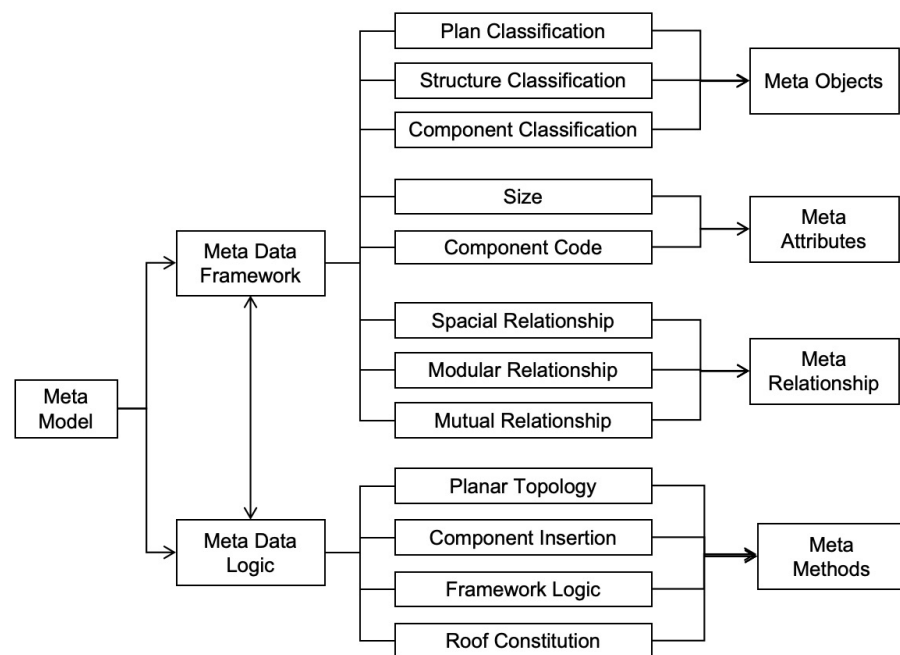 Meta
Model
Meta Data
Framework
Meta Data
Logic
Plan Classification
Structure Classification
Component Classification
Size
Component Code
Spacial Relationship
Modular Relationship
Mutual Relationship
Planar Topology
Component Insertion
Framework Logic
Roof Constitution
Meta Objects
Meta
Attributes
Meta
Relationship
Meta
Methods